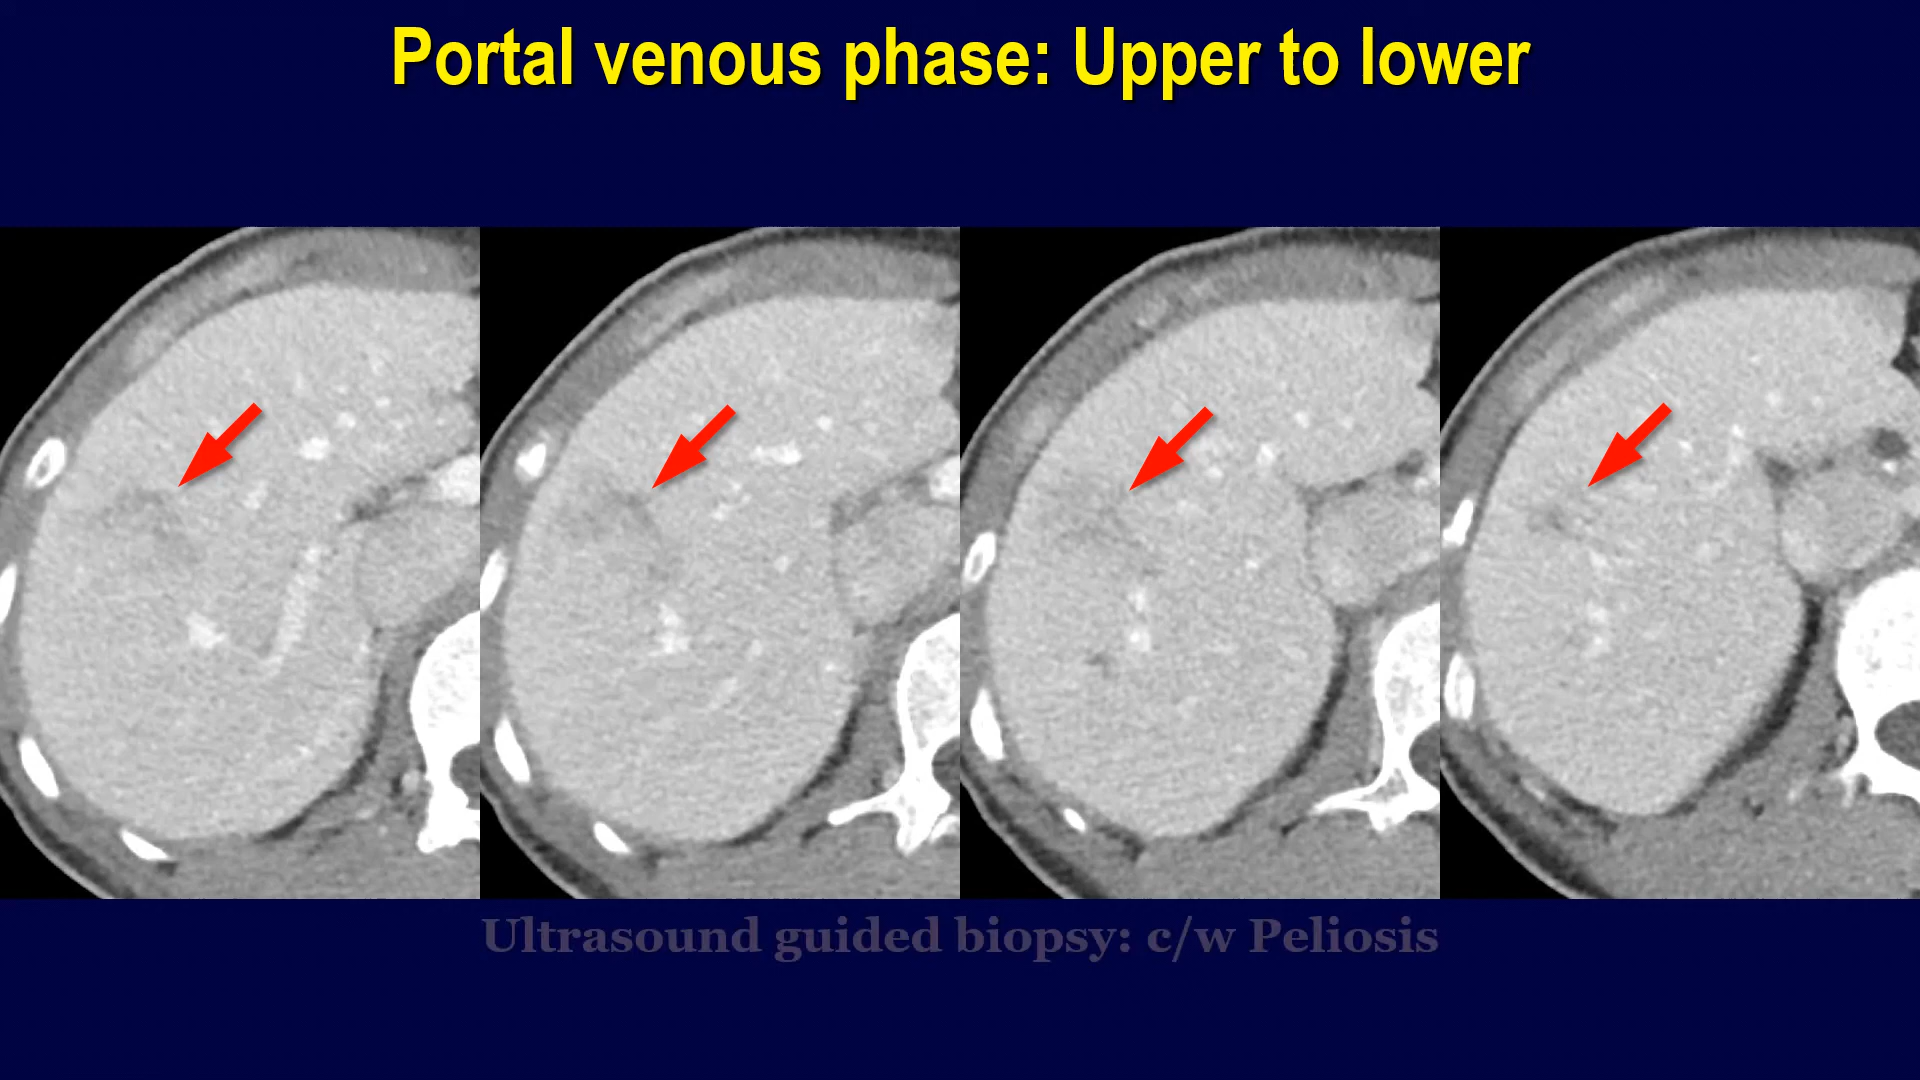 Portal venous phase: Upper to lower
Ultrasound guided biopsy: c/w Peliosis